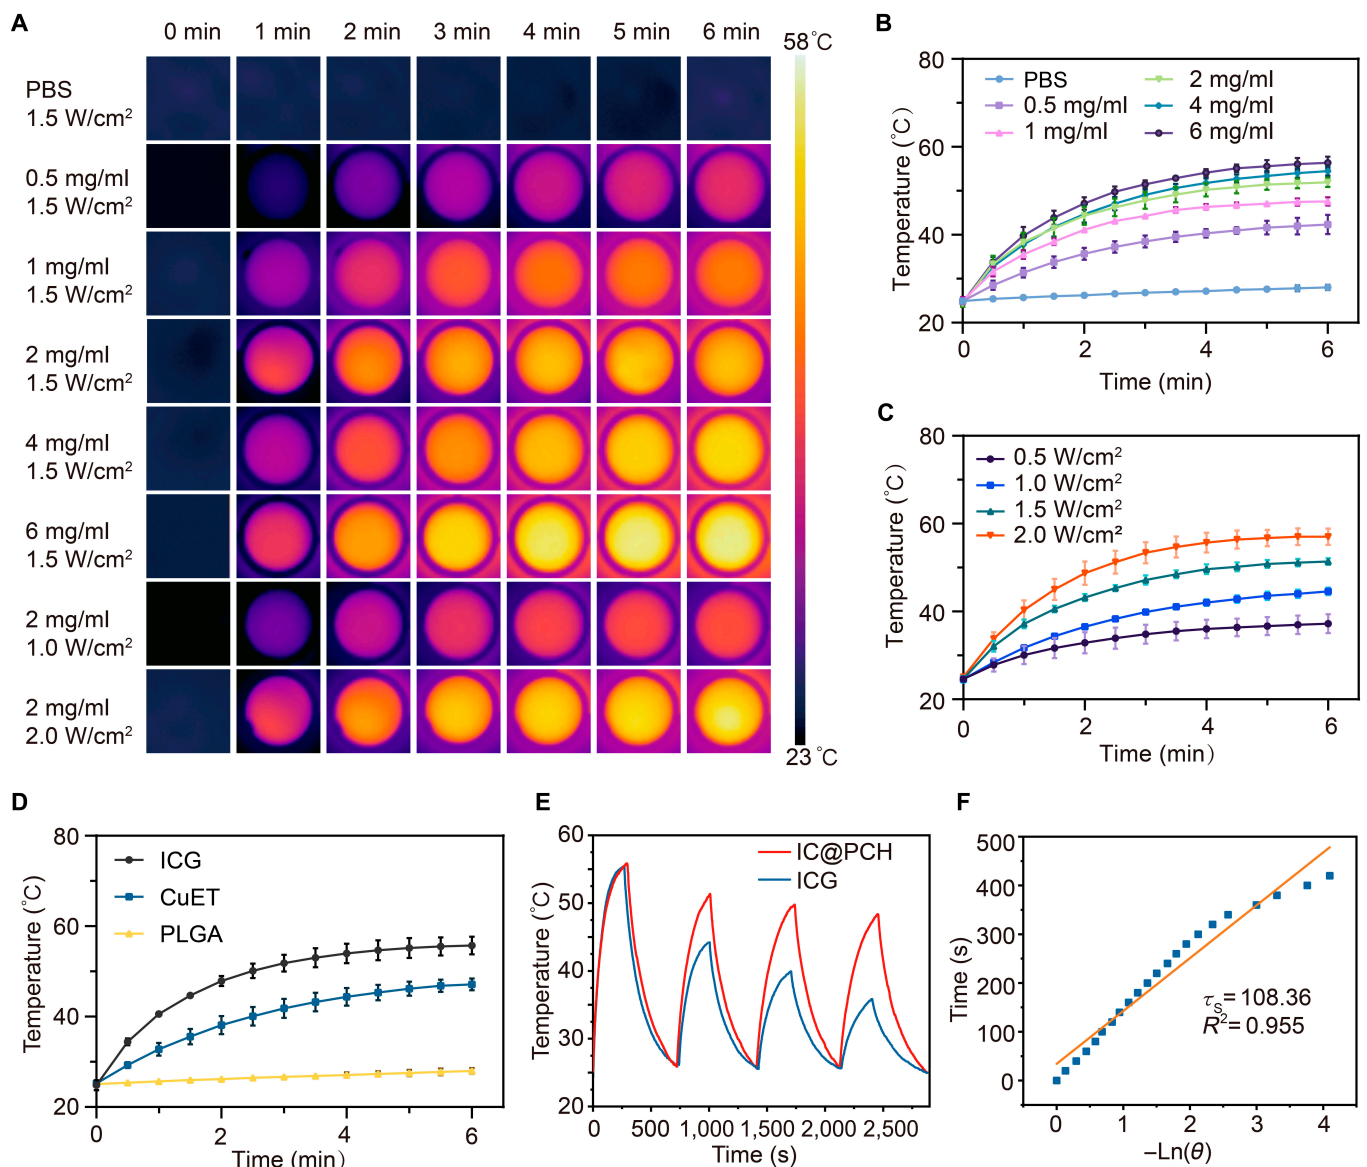 A
0 min 1 min 2 min 3 min 4 min 5 min 6 min
58 °C
PBS
1.5 W/cm²
0.5 mg/ml
1.5 W/cm²
1 mg/ml
1.5 W/cm²
2 mg/ml
1.5 W/cm²
4 mg/ml
1.5 W/cm²
6 mg/ml
1.5 W/cm²
2 mg/ml
1.0 W/cm²
2 mg/ml
2.0 W/cm²
23 °C
B
Temperature (°C)
80
60
40
20
PBS
0.5 mg/ml
1 mg/ml
2 mg/ml
4 mg/ml
6 mg/ml
0 2 4 6
Time (min)
C
Temperature (°C)
80
60
40
20
0.5 W/cm²
1.0 W/cm²
1.5 W/cm²
2.0 W/cm²
0 2 4 6
Time (min)
D
Temperature (°C)
80
60
40
20
ICG
CuET
PLGA
0 2 4 6
Time (min)
E
Temperature (°C)
60
50
40
30
20
IC@PCH
ICG
0 500 1,000 1,500 2,000 2,500
Time (s)
F
Time (s)
500
400
300
200
100
0
τs = 108.36
R² = 0.955
0 1 2 3 4
–Ln(θ)